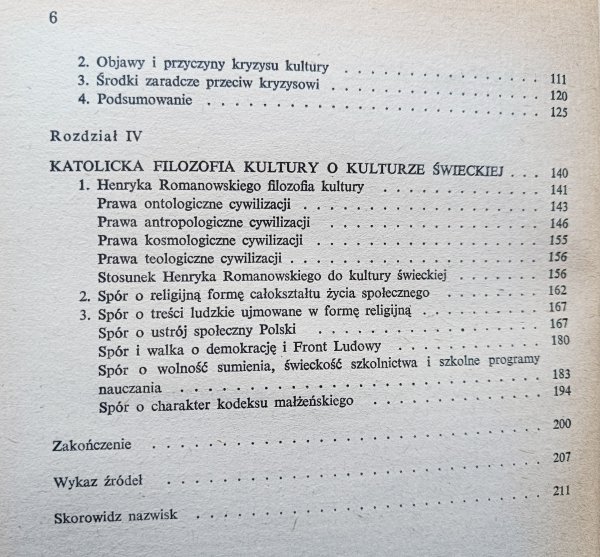 6
2. Objawy i przyczyny kryzysu kultury . . . . . . . . . . . . . . . . 111
3. Środki zaradcze przeciw kryzysowi . . . . . . . . . . . . . . . . 120
4. Podsumowanie . . . . . . . . . . . . . . . . . . . . . . . . . 125
Rozdział IV
KATOLICKA FILOZOFIA KULTURY O KULTURZE ŚWIECKIEJ . . . 140
1. Henryka Romanowskiego filozofia kultury . . . . . . . . . . . . . 141
Prawa ontologiczne cywilizacji . . . . . . . . . . . . . . . . . . 143
Prawa antropologiczne cywilizacji . . . . . . . . . . . . . . . . . 146
Prawa kosmologiczne cywilizacji . . . . . . . . . . . . . . . . . 155
Prawa teologiczne cywilizacji . . . . . . . . . . . . . . . . . . . 156
Stosunek Henryka Romanowskiego do kultury świeckiej . . . . . . . . 156
2. Spór o religijną formę całokształtu życia społecznego . . . . . . . . 162
3. Spór o treści ludzkie ujmowane w formę religijną . . . . . . . . . . 167
Spór o ustrój społeczny Polski . . . . . . . . . . . . . . . . . . 167
Spór i walka o demokrację i Front Ludowy . . . . . . . . . . . . . 180
Spór o wolność sumienia, świeckość szkolnictwa i szkolne programy
nauczania . . . . . . . . . . . . . . . . . . . . . . . . . . . 183
Spór o charakter kodeksu małżeńskiego . . . . . . . . . . . . . . 194
Zakończenie . . . . . . . . . . . . . . . . . . . . . . . . . . . 200
Wykaz źródeł . . . . . . . . . . . . . . . . . . . . . . . . . . 207
Skorowidz nazwisk . . . . . . . . . . . . . . . . . . . . . . . . 211